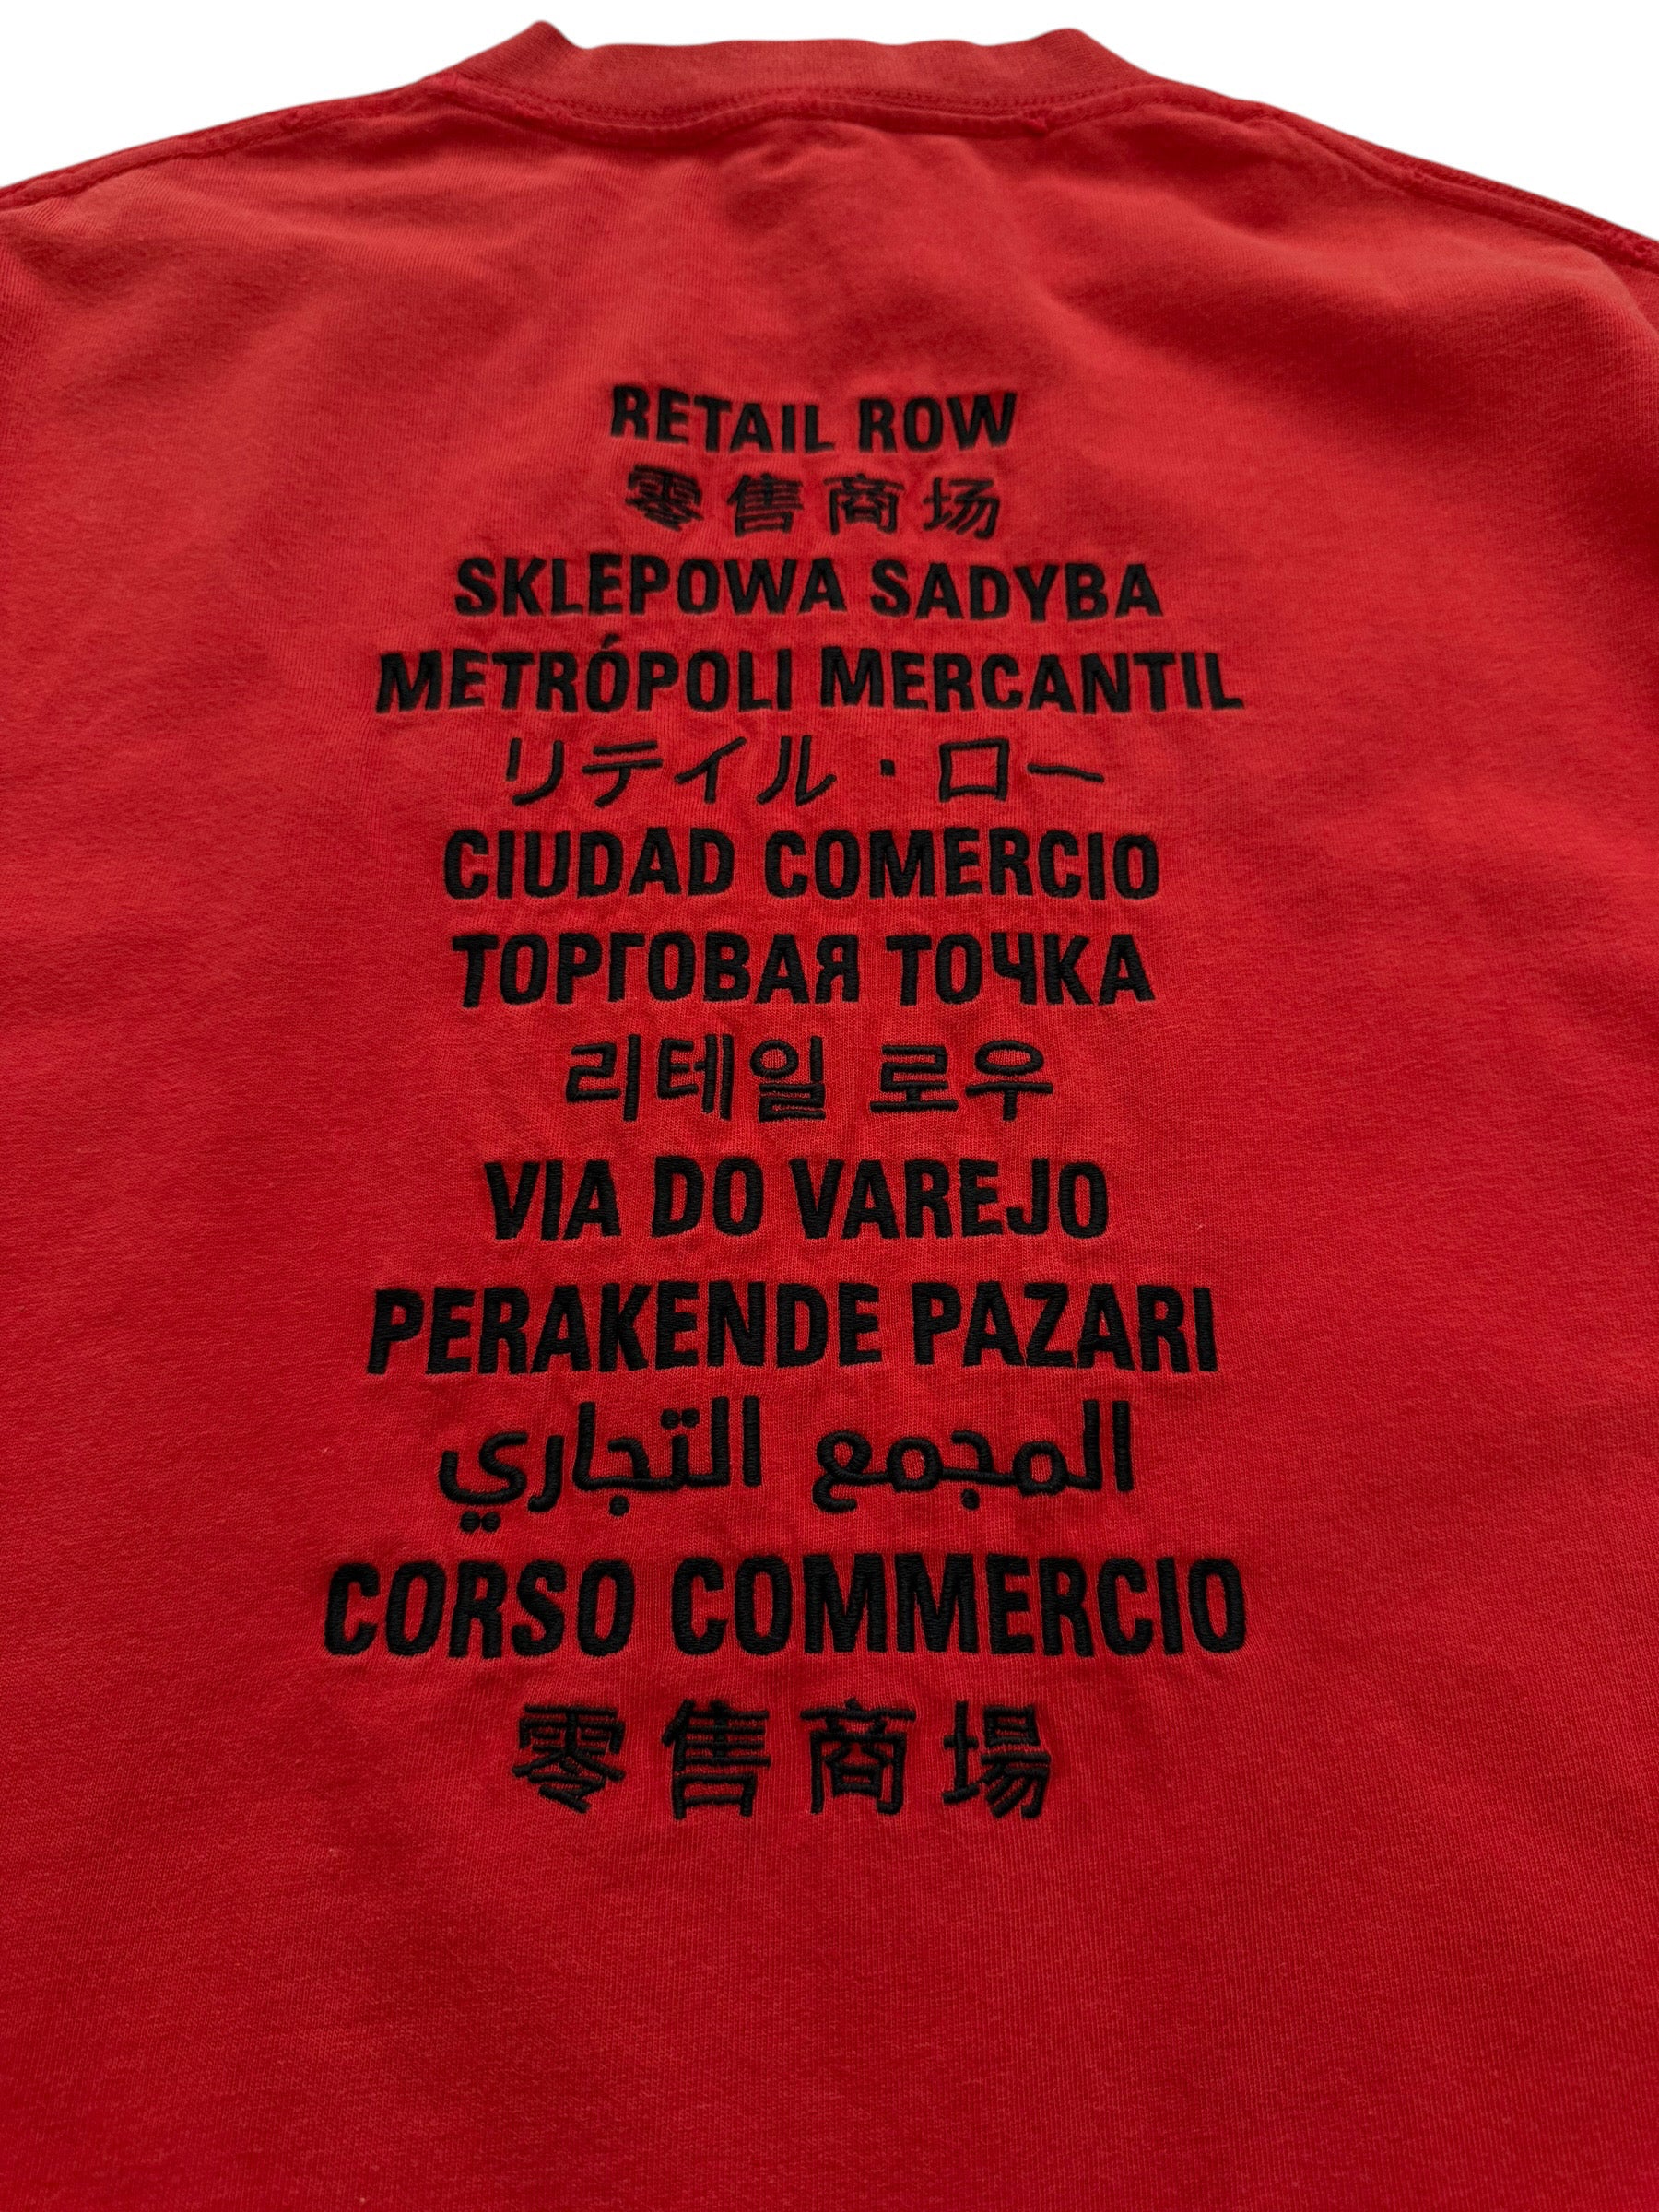 RETAIL ROW
零售商场
SKLEPOWA SADYBA
METRÓPOLI MERCANTIL
リテイル・ロー
CIUDAD COMERCIO
ТОРГОВАЯ ТОЧКА
리테일 로우
VIA DO VAREJO
PERAKENDE PAZARI
المجمع التجاري
CORSO COMMERCIO
零售商場